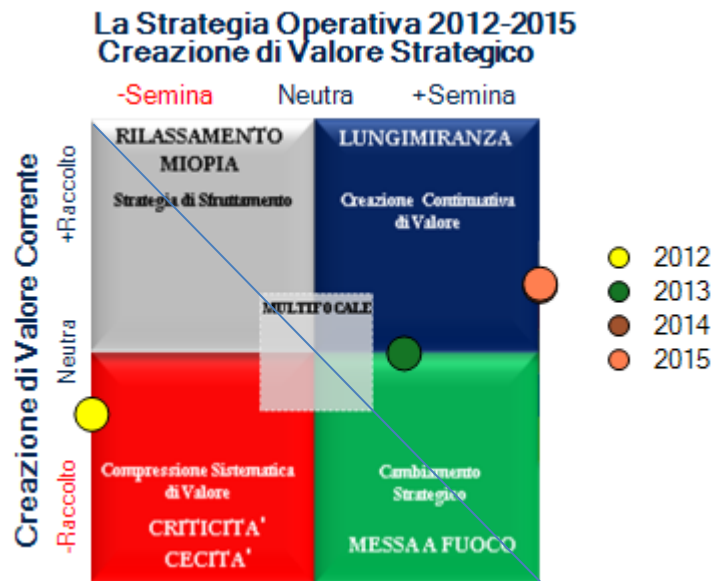 La Strategia Operativa 2012-2015
Creazione di Valore Strategico
-Semina Neutra +Semina
Creazione di Valore Corrente
+Raccolto
Neutra
-Raccolto
RILASSAMENTO
MIOPIA
Strategia di Sfruttamento
LUNGIMIRANZA
Creazione Continuativa
di Valore
MULTIFOCALE
Compressione Sistematica
di Valore
CRITICITA'
CECITA'
Cambiamento
Strategico
MESSA A FUOCO
2012
2013
2014
2015